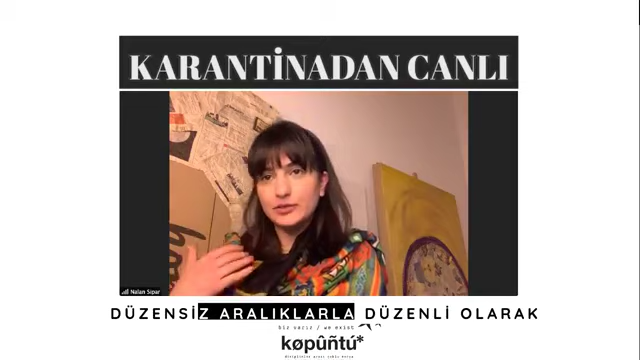 KARANTİNADAN CANLI
Nalan Sipar
DÜZENSİZ ARALIKLARLA DÜZENLİ OLARAK
biz varız / we exist
køpûñtú*